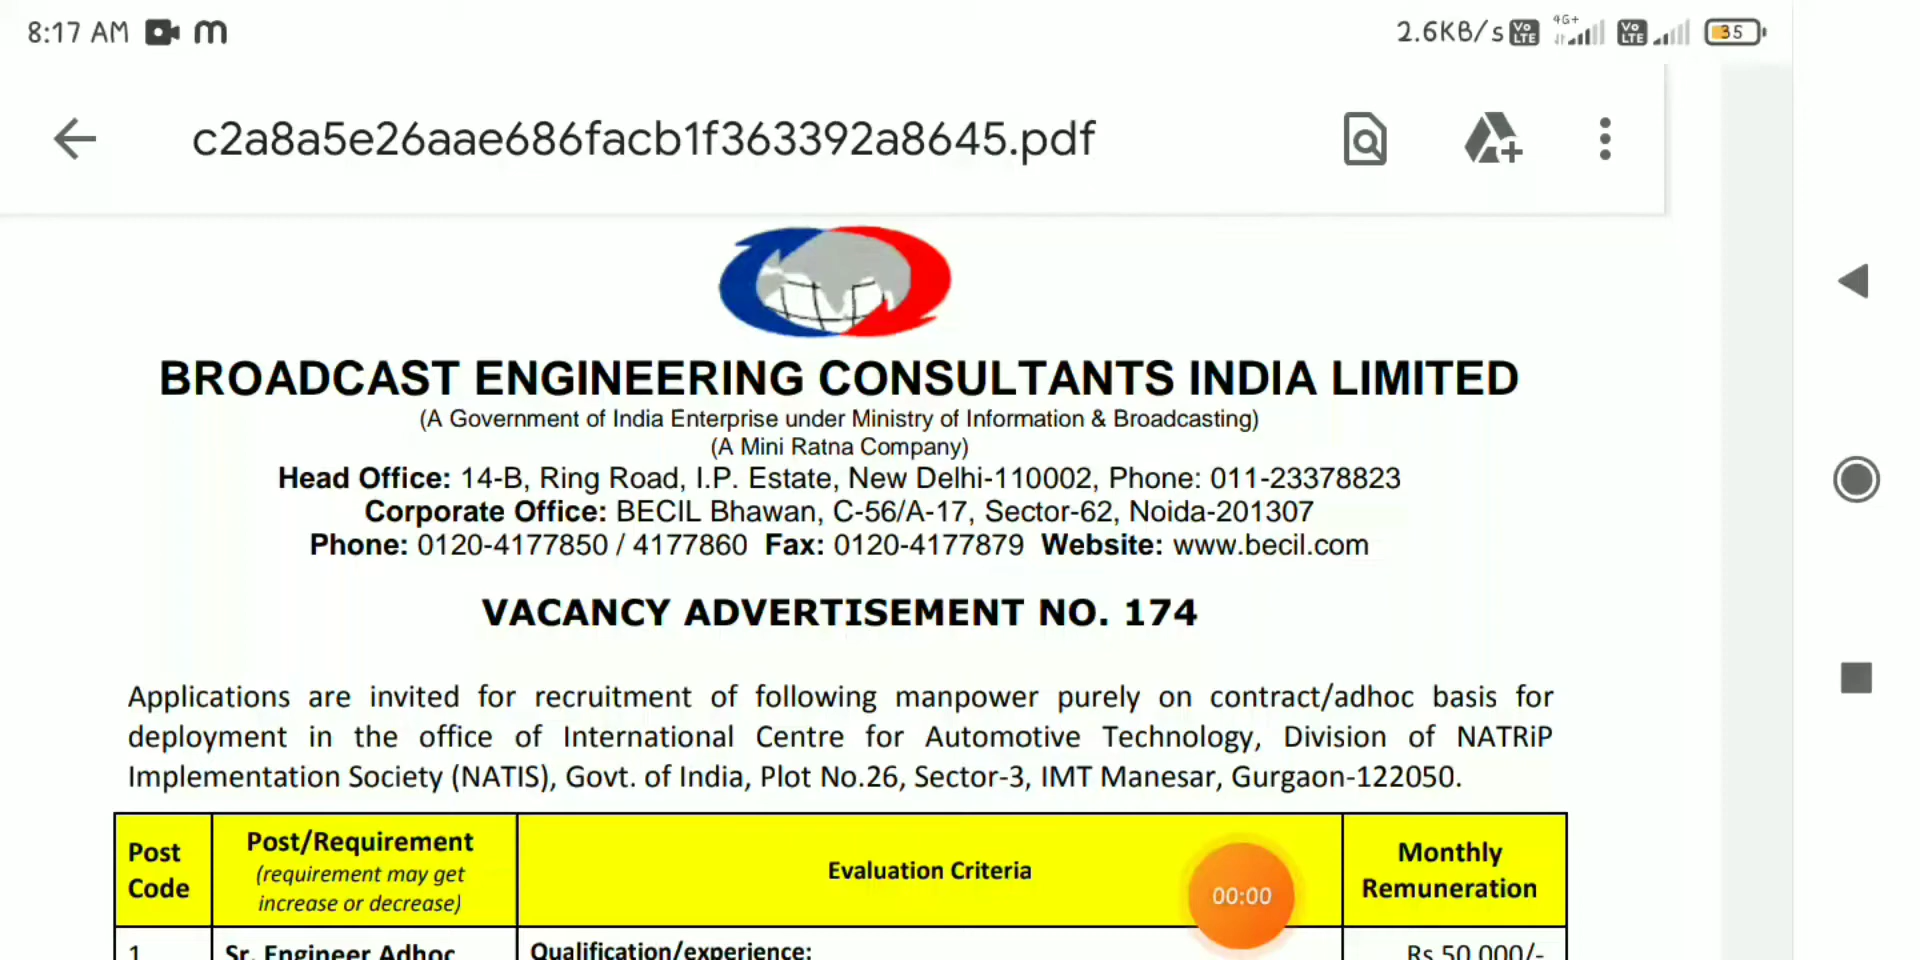 8:17 AM m 2.6KB/s Vo LTE 4G+ Vo LTE 35
c2a8a5e26aae686facb1f363392a8645.pdf
BROADCAST ENGINEERING CONSULTANTS INDIA LIMITED
(A Government of India Enterprise under Ministry of Information & Broadcasting)
(A Mini Ratna Company)
Head Office: 14-B, Ring Road, I.P. Estate, New Delhi-110002, Phone: 011-23378823
Corporate Office: BECIL Bhawan, C-56/A-17, Sector-62, Noida-201307
Phone: 0120-4177850 / 4177860 Fax: 0120-4177879 Website: www.becil.com
VACANCY ADVERTISEMENT NO. 174
Applications are invited for recruitment of following manpower purely on contract/adhoc basis for
deployment in the office of International Centre for Automotive Technology, Division of NATRiP
Implementation Society (NATIS), Govt. of India, Plot No.26, Sector-3, IMT Manesar, Gurgaon-122050.
Post Code
Post/Requirement
(requirement may get
increase or decrease)
Evaluation Criteria
00:00
Monthly
Remuneration
1 Sr. Engineer Adhoc Qualification/experience: Rs 50,000/-